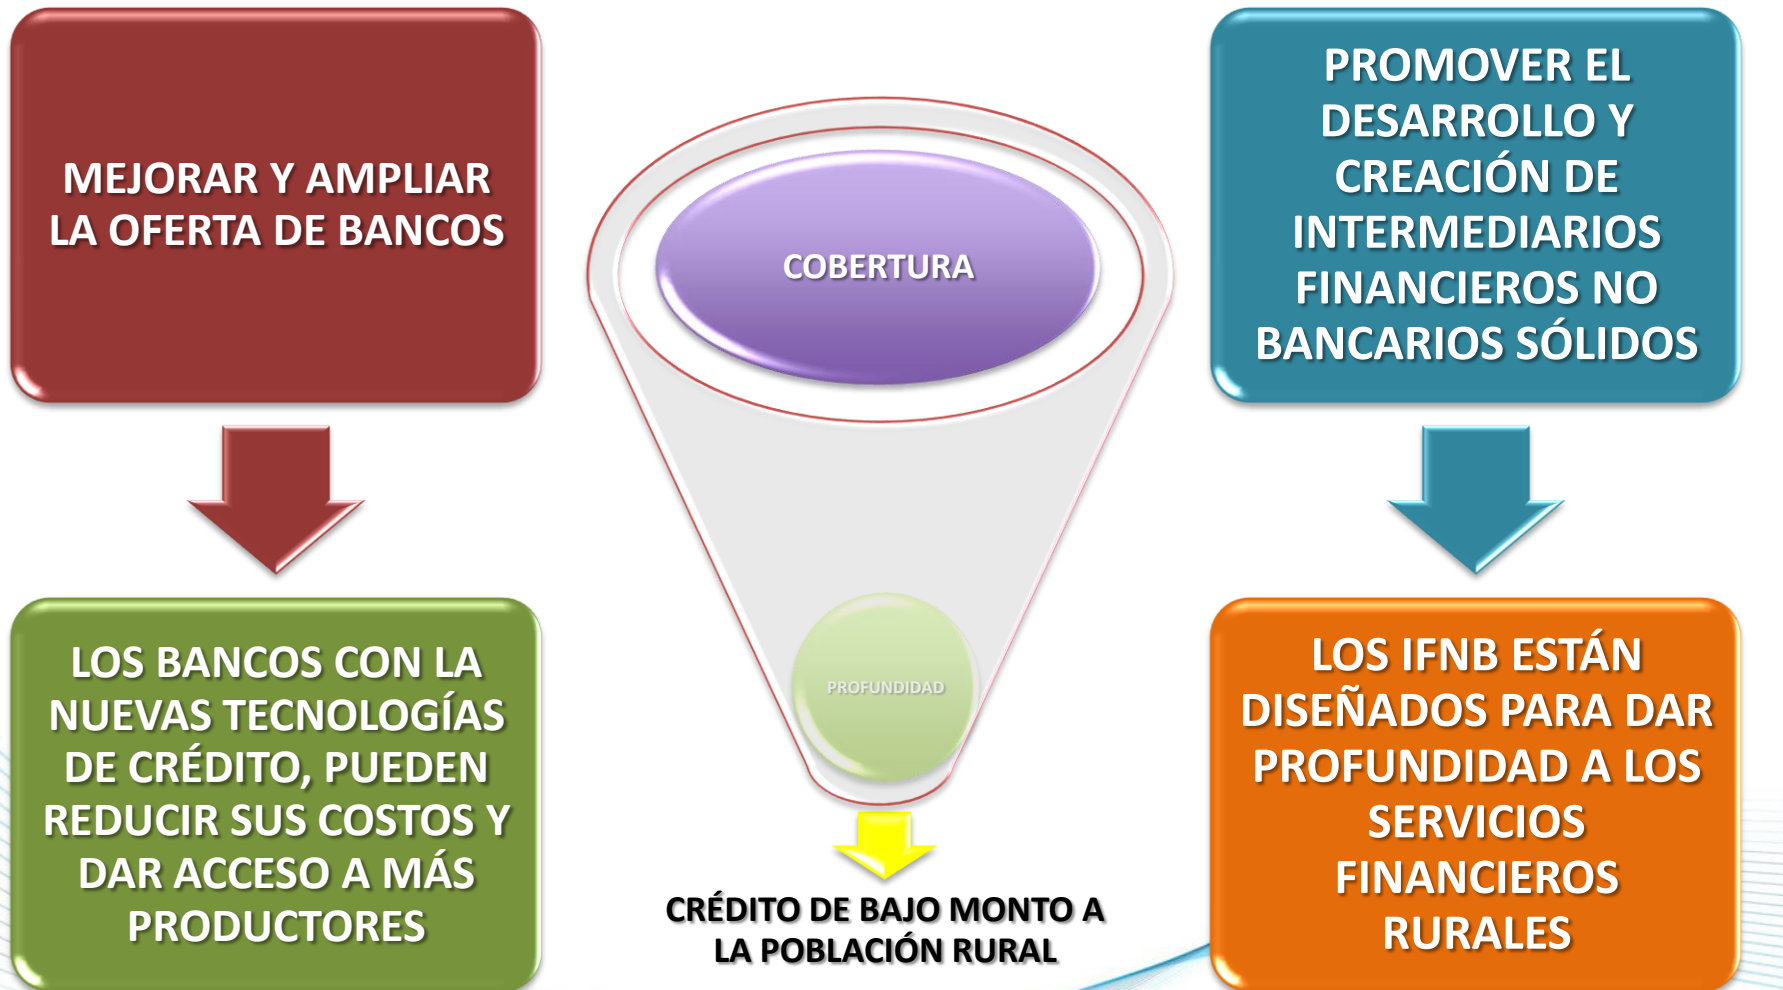 MEJORAR Y AMPLIAR
LA OFERTA DE BANCOS
LOS BANCOS CON LA
NUEVAS TECNOLOGÍAS
DE CRÉDITO, PUEDEN
REDUCIR SUS COSTOS Y
DAR ACCESO A MÁS
PRODUCTORES
COBERTURA
PROFUNDIDAD
CRÉDITO DE BAJO MONTO A
LA POBLACIÓN RURAL
PROMOVER EL
DESARROLLO Y
CREACIÓN DE
INTERMEDIARIOS
FINANCIEROS NO
BANCARIOS SÓLIDOS
LOS IFNB ESTÁN
DISEÑADOS PARA DAR
PROFUNDIDAD A LOS
SERVICIOS
FINANCIEROS
RURALES